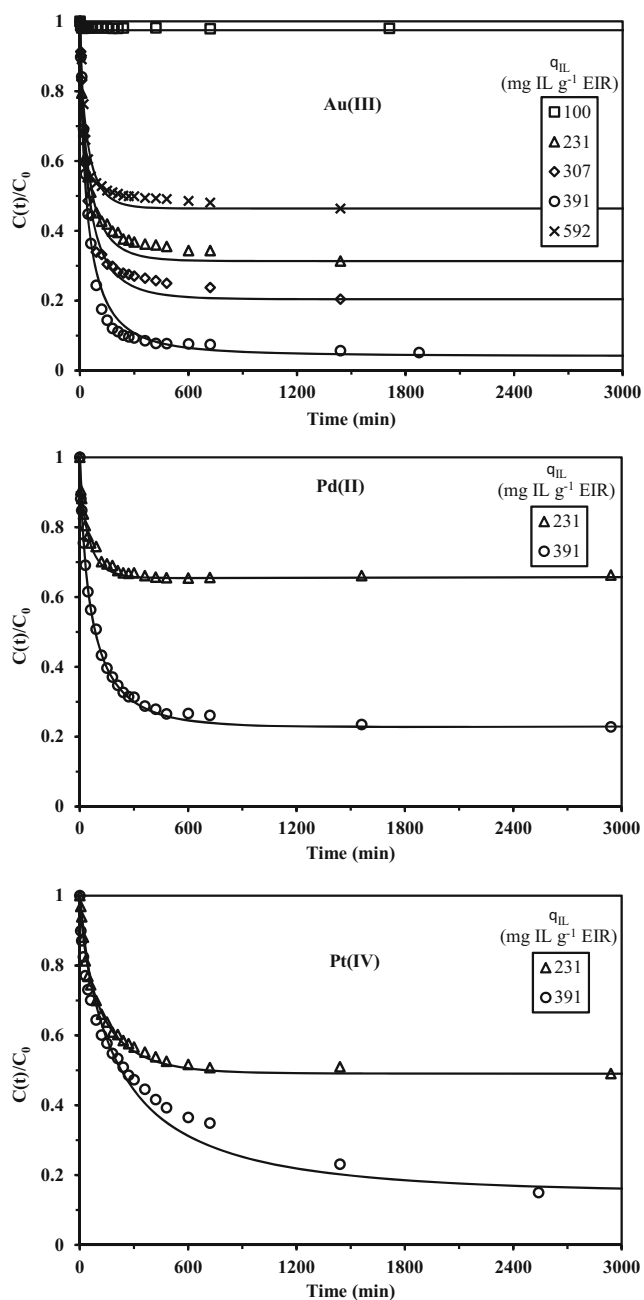 1
0.8
0.6
0.4
0.2
0
C(t)/C₀
Au(III)
qIL
(mg IL g⁻¹ EIR)
100
231
307
391
592
0 600 1200 1800 2400 3000
Time (min)
1
0.8
0.6
0.4
0.2
0
C(t)/C₀
Pd(II)
qIL
(mg IL g⁻¹ EIR)
231
391
0 600 1200 1800 2400 3000
Time (min)
1
0.8
0.6
0.4
0.2
0
C(t)/C₀
Pt(IV)
qIL
(mg IL g⁻¹ EIR)
231
391
0 600 1200 1800 2400 3000
Time (min)